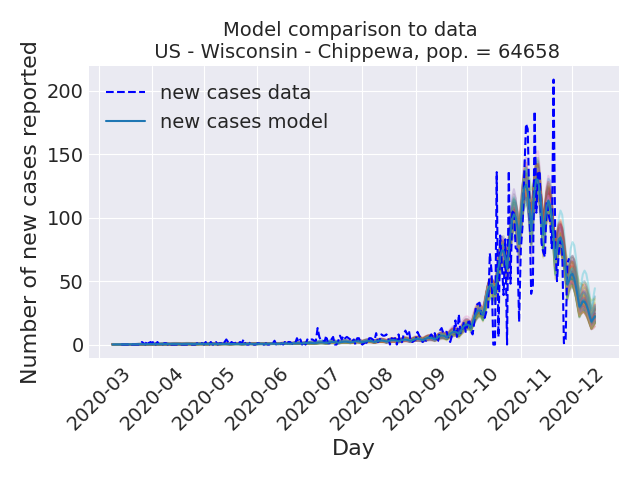 Model comparison to data
US - Wisconsin - Chippewa, pop. = 64658
new cases data
new cases model
Number of new cases reported
200
150
100
50
0
2020-03
2020-04
2020-05
2020-06
2020-07
2020-08
2020-09
2020-10
2020-11
2020-12
Day